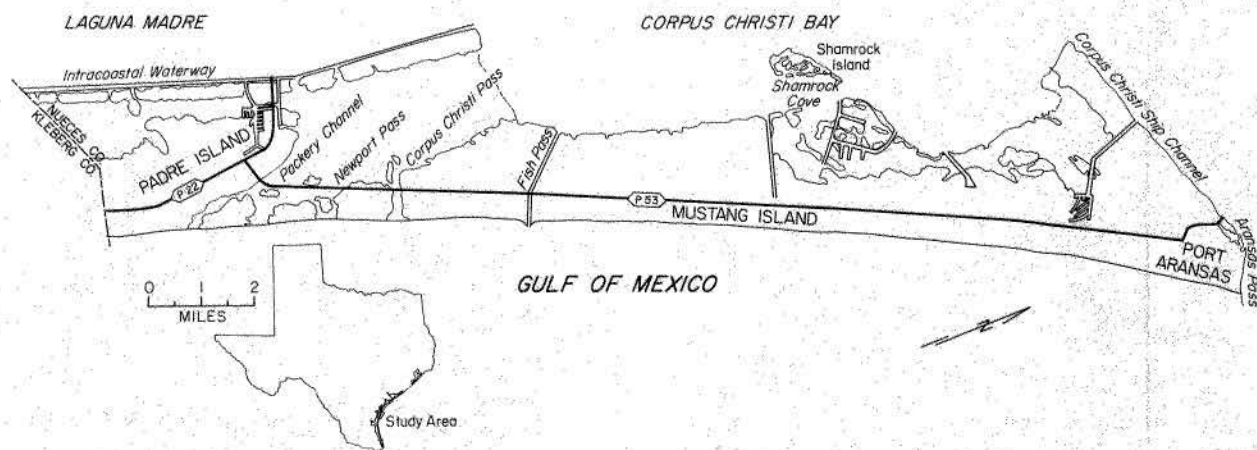 LAGUNA MADRE
CORPUS CHRISTI BAY
Intracoastal Waterway
NUECES CO
KLEBERG CO
PADRE ISLAND
P 22
Packery Channel
Newport Pass
Corpus Christi Pass
Fish Pass
Shamrock
Island
Shamrock
Cove
Corpus Christi Ship Channel
P 53
MUSTANG ISLAND
PORT
ARANSAS
Aransas Pass
GULF OF MEXICO
0 1 2
MILES
N
Study Area